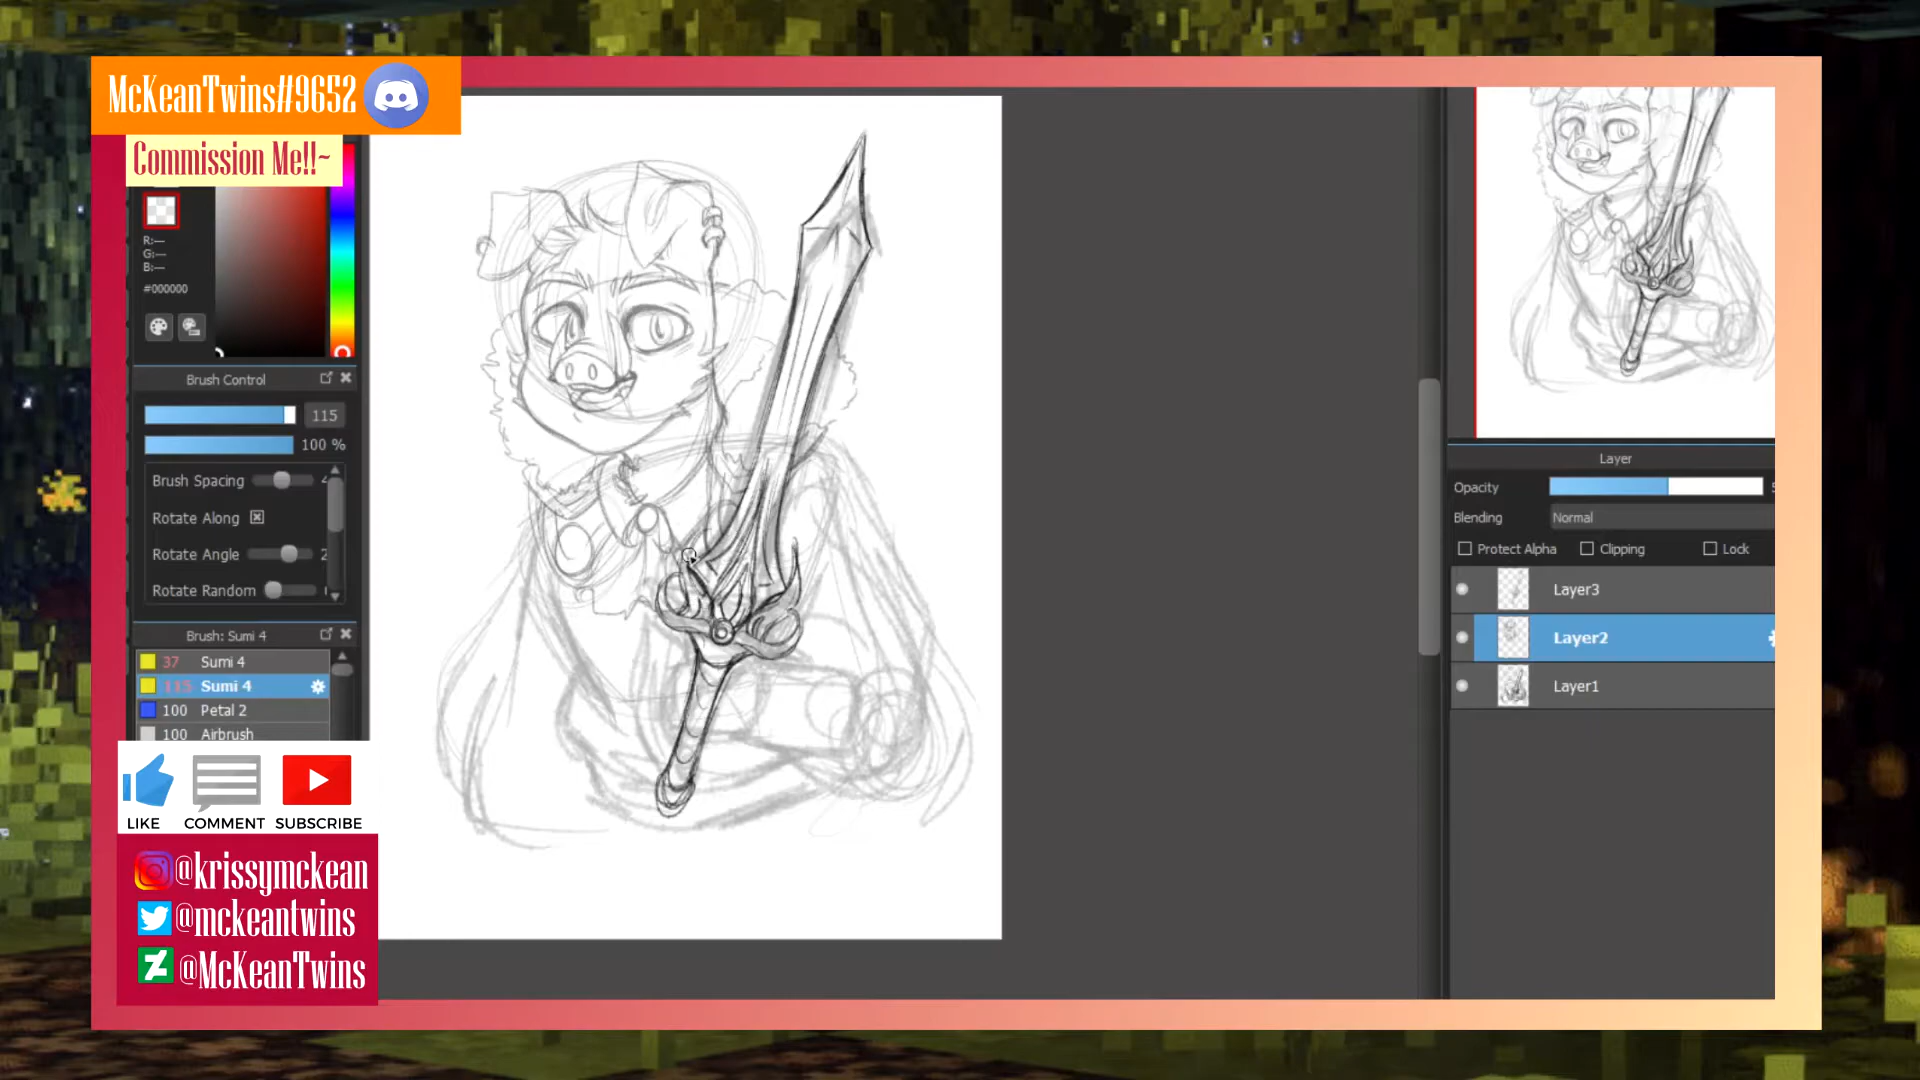 McKeanTwins#9652
Commission Me!!~
R:---
G:---
B:---
#000000
Brush Control
115
100 %
Brush Spacing
Rotate Along
Rotate Angle
Rotate Random
Brush: Sumi 4
37 Sumi 4
115 Sumi 4
100 Petal 2
100 Airbrush
LIKE
COMMENT
SUBSCRIBE
@krissymckean
@mckeantwins
@McKeanTwins
Layer
Opacity
Blending Normal
Protect Alpha Clipping Lock
Layer3
Layer2
Layer1